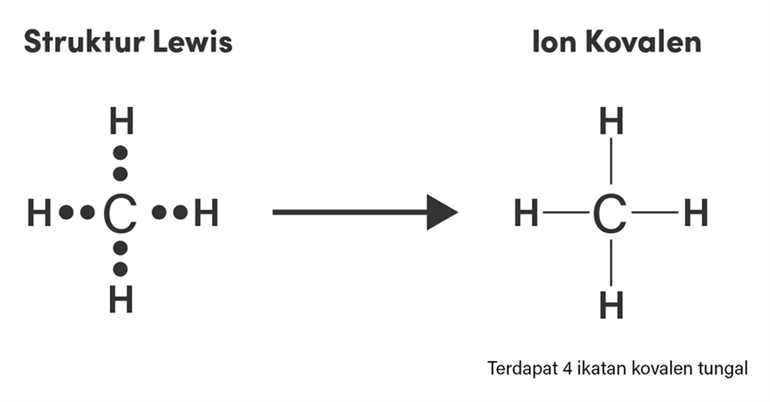 Struktur Lewis
Ion Kovalen
H
H C H
H
H
H C H
H
Terdapat 4 ikatan kovalen tungal